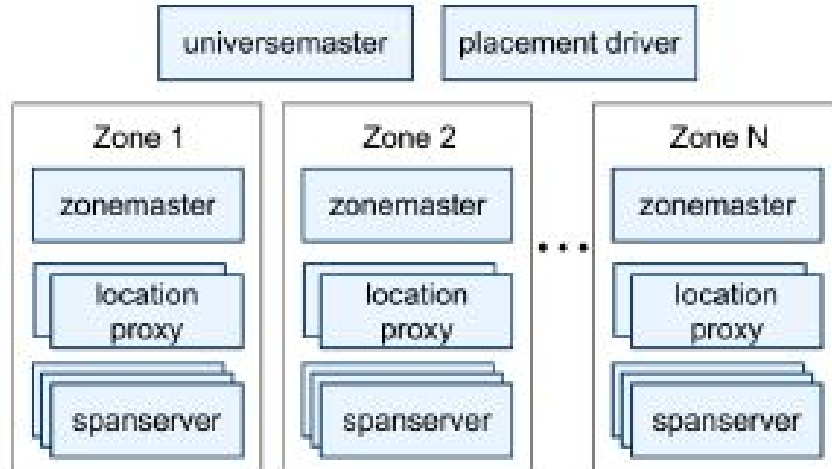 universemaster
placement driver
Zone 1
zonemaster
location
proxy
spanserver
Zone 2
zonemaster
location
proxy
spanserver
...
Zone N
zonemaster
location
proxy
spanserver